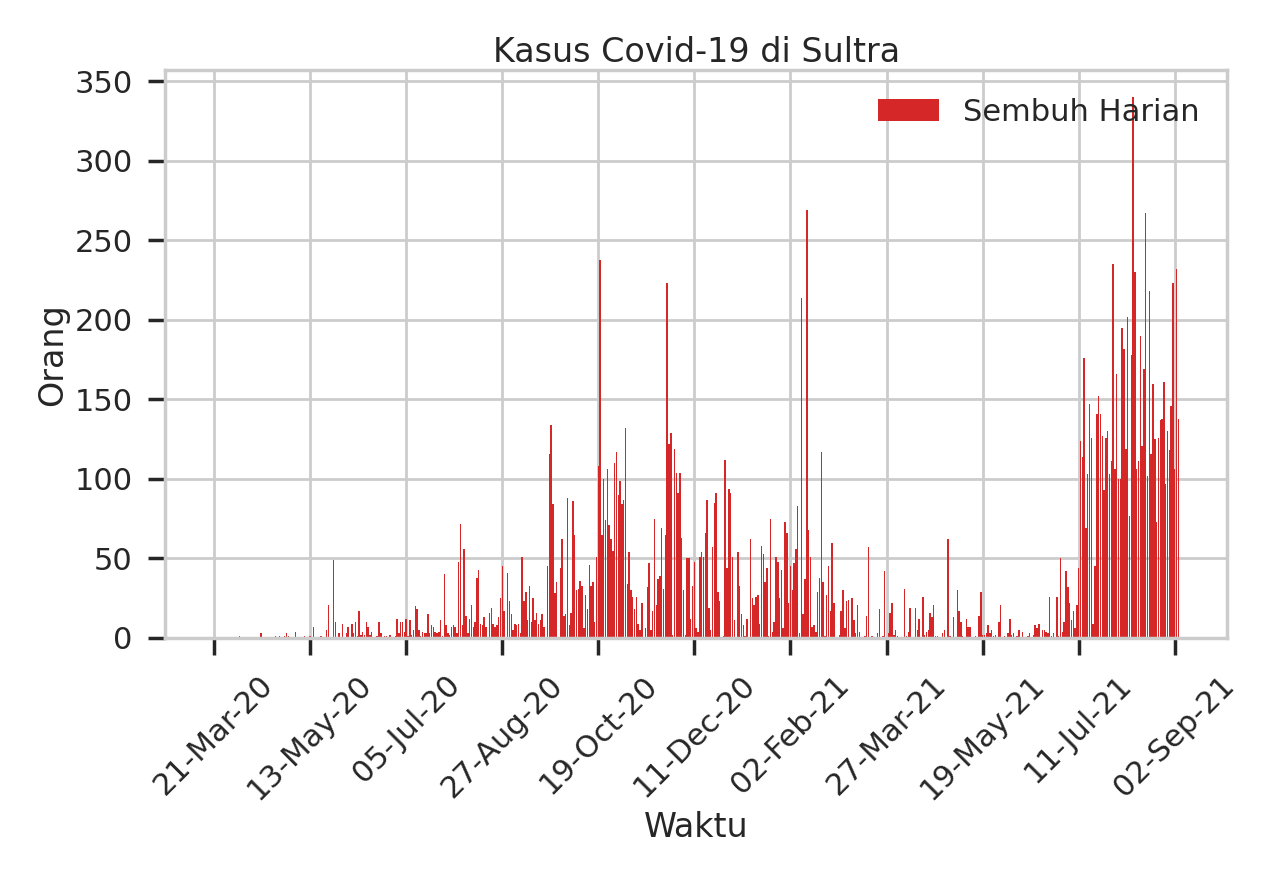 Kasus Covid-19 di Sultra
Sembuh Harian
Orang
350
300
250
200
150
100
50
0
21-Mar-20
13-May-20
05-Jul-20
27-Aug-20
19-Oct-20
11-Dec-20
02-Feb-21
27-Mar-21
19-May-21
11-Jul-21
02-Sep-21
Waktu